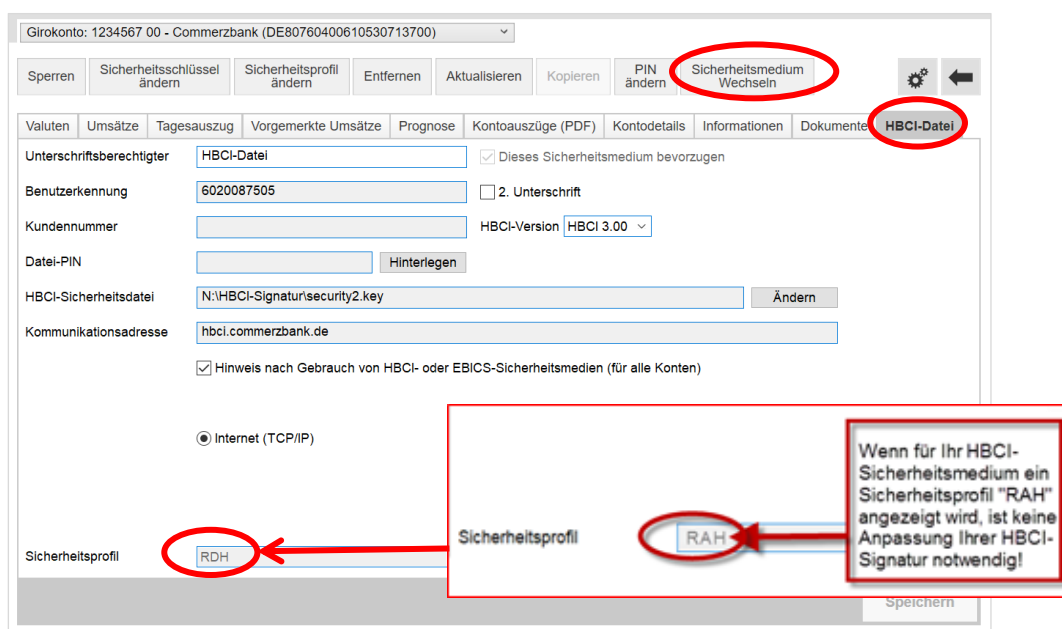 Girokonto: 1234567 00 - Commerzbank (DE80760400610530713700)
Sperren
Sicherheitsschlüssel
ändern
Sicherheitsprofil
ändern
Entfernen
Aktualisieren
Kopieren
PIN
ändern
Sicherheitsmedium
Wechseln
Valuten Umsätze Tagesauszug Vorgemerkte Umsätze Prognose Kontoauszüge (PDF) Kontodetails Informationen Dokumente HBCI-Datei
Unterschriftsberechtigter HBCI-Datei Dieses Sicherheitsmedium bevorzugen
Benutzerkennung 6020087505 2. Unterschrift
Kundennummer HBCI-Version HBCI 3.00
Datei-PIN Hinterlegen
HBCI-Sicherheitsdatei N:\HBCI-Signatur\security2.key Ändern
Kommunikationsadresse hbci.commerzbank.de
Hinweis nach Gebrauch von HBCI- oder EBICS-Sicherheitsmedien (für alle Konten)
Internet (TCP/IP)
Sicherheitsprofil RDH
Sicherheitsprofil RAH
Wenn für Ihr HBCI-
Sicherheitsmedium ein
Sicherheitsprofil "RAH"
angezeigt wird, ist keine
Anpassung Ihrer HBCI-
Signatur notwendig!
Speichern